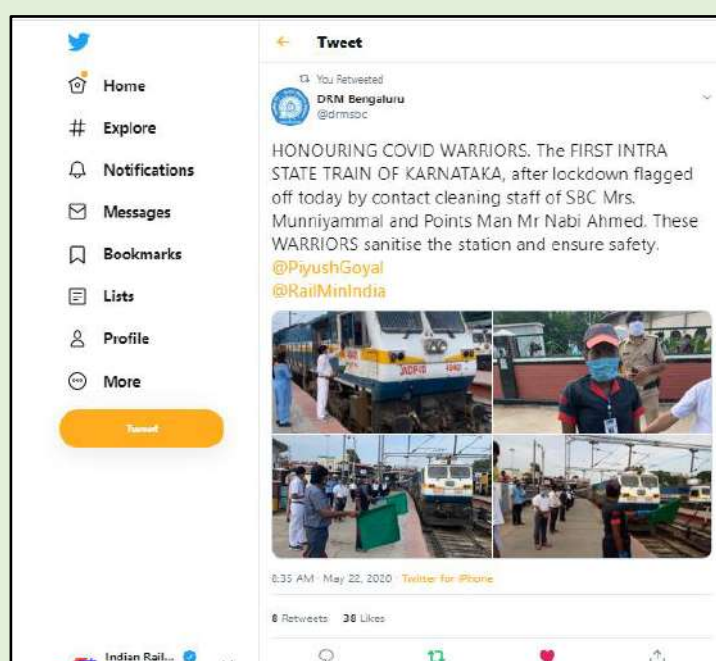 Tweet
Home
Explore
Notifications
Messages
Bookmarks
Lists
Profile
More
Tweet
You Retweeted
DRM Bengaluru
@drmsbc
HONOURING COVID WARRIORS. The FIRST INTRA
STATE TRAIN OF KARNATAKA, after lockdown flagged
off today by contact cleaning staff of SBC Mrs.
Munniyammal and Points Man Mr Nabi Ahmed. These
WARRIORS sanitise the station and ensure safety.
@PiyushGoyal
@RailMinIndia
8:35 AM · May 22, 2020 · Twitter for iPhone
8 Retweets 38 Likes
Indian Rail...